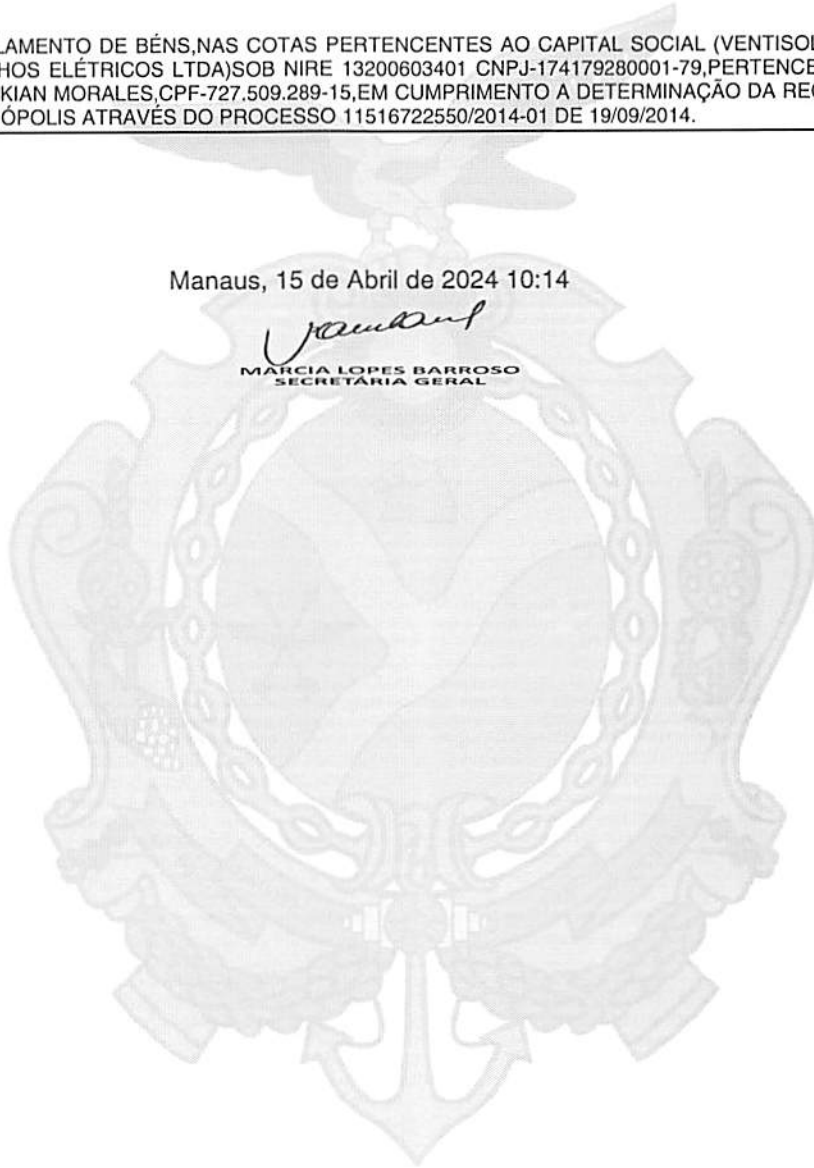 LAMENTO DE BÉNS,NAS COTAS PERTENCENTES AO CAPITAL SOCIAL (VENTISOL
HOS ELÉTRICOS LTDA)SOB NIRE 13200603401 CNPJ-174179280001-79,PERTENCE
KIAN MORALES,CPF-727.509.289-15,EM CUMPRIMENTO A DETERMINAÇÃO DA REC
ÓPOLIS ATRAVÉS DO PROCESSO 11516722550/2014-01 DE 19/09/2014.
Manaus, 15 de Abril de 2024 10:14
MARCIA LOPES BARROSO
SECRETÁRIA GERAL